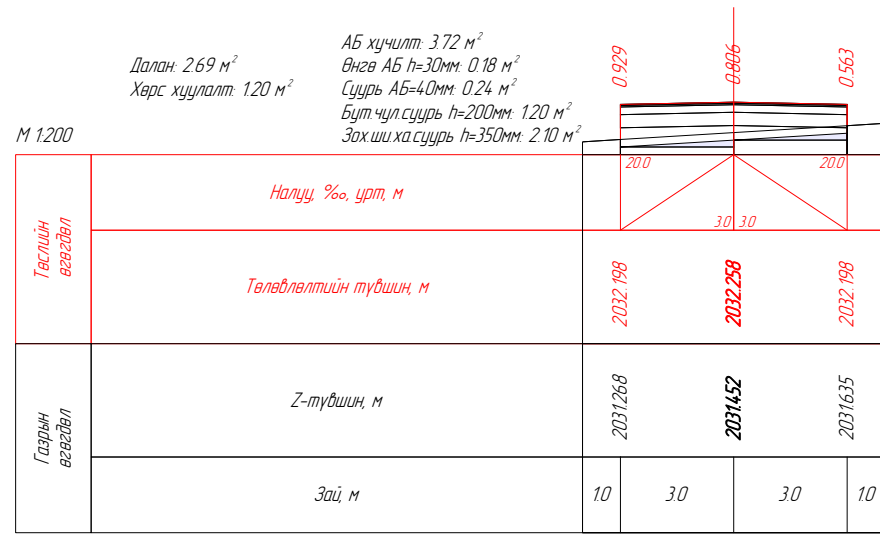 АБ хучилт: 3.72 м²
Далан: 2.69 м²
Өнгө АБ h=30мм: 0.18 м²
Хөрс хуулалт: 1.20 м²
Суурь АБ=40мм: 0.24 м²
Бут.чул.суурь h=200мм: 1.20 м²
Зох.ши.ха.суурь h=350мм: 2.10 м²
0.929 0.806 0.563
М 1:200
Төслийн өгөгдөл
Налуу, ‰, урт, м
20.0 20.0
3.0 3.0
Төлөвлөлтийн түвшин, м
2032.198 2032.258 2032.198
Газрын өгөгдөл
Z-түвшин, м
2031.268 2031.452 2031.635
Зай, м
1.0 3.0 3.0 1.0